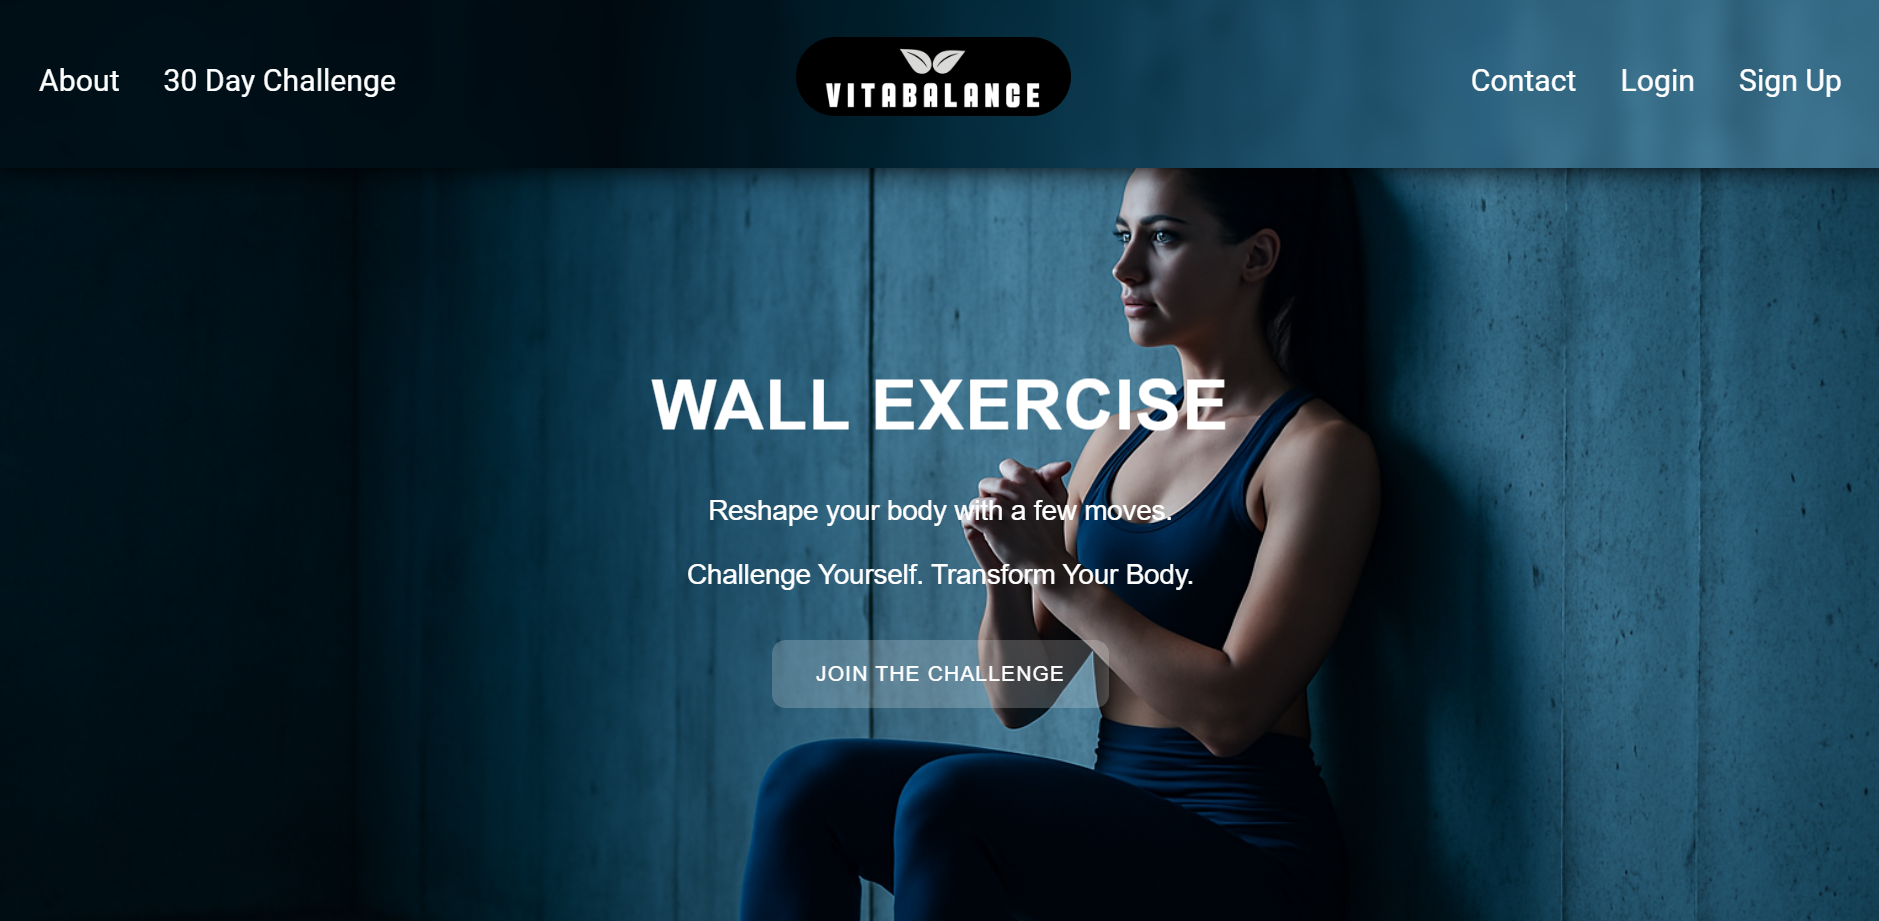 About
30 Day Challenge
VITABALANCE
Contact
Login
Sign Up
WALL EXERCISE
Reshape your body with a few moves.
Challenge Yourself. Transform Your Body.
JOIN THE CHALLENGE